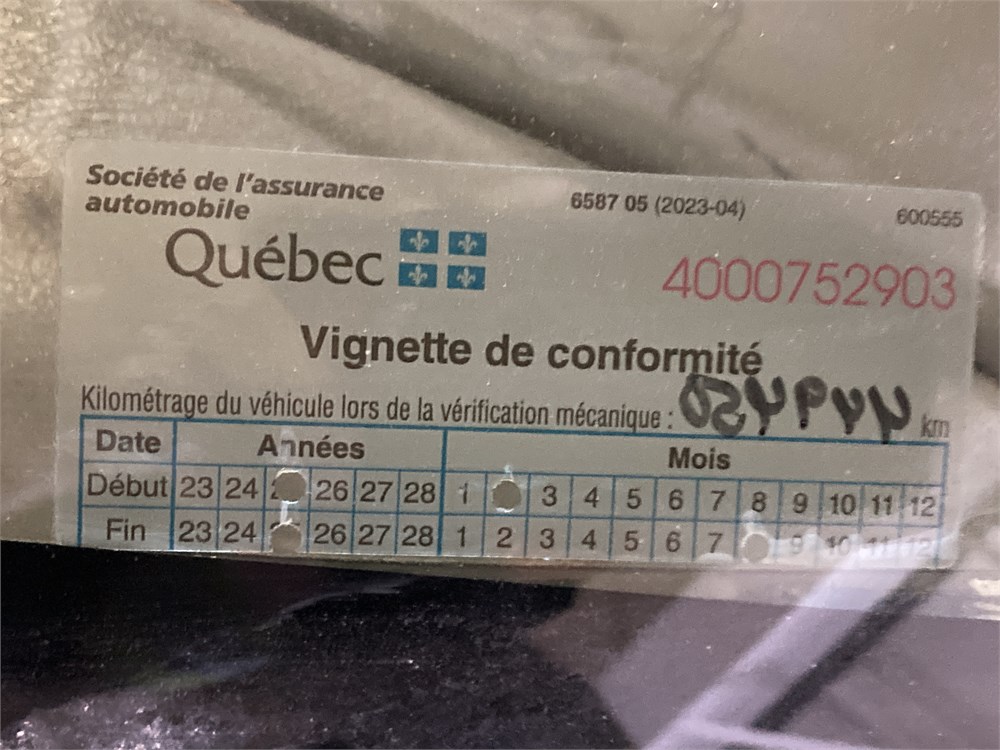 Société de l'assurance
automobile
Québec
6587 05 (2023-04)
600555
4000752903
Vignette de conformité
Kilométrage du véhicule lors de la vérification mécanique : km
Date Années Mois
Début 23 24 26 27 28 1 3 4 5 6 7 8 9 10 11 12
Fin 23 24 26 27 28 1 2 3 4 5 6 7 9 10 11 12